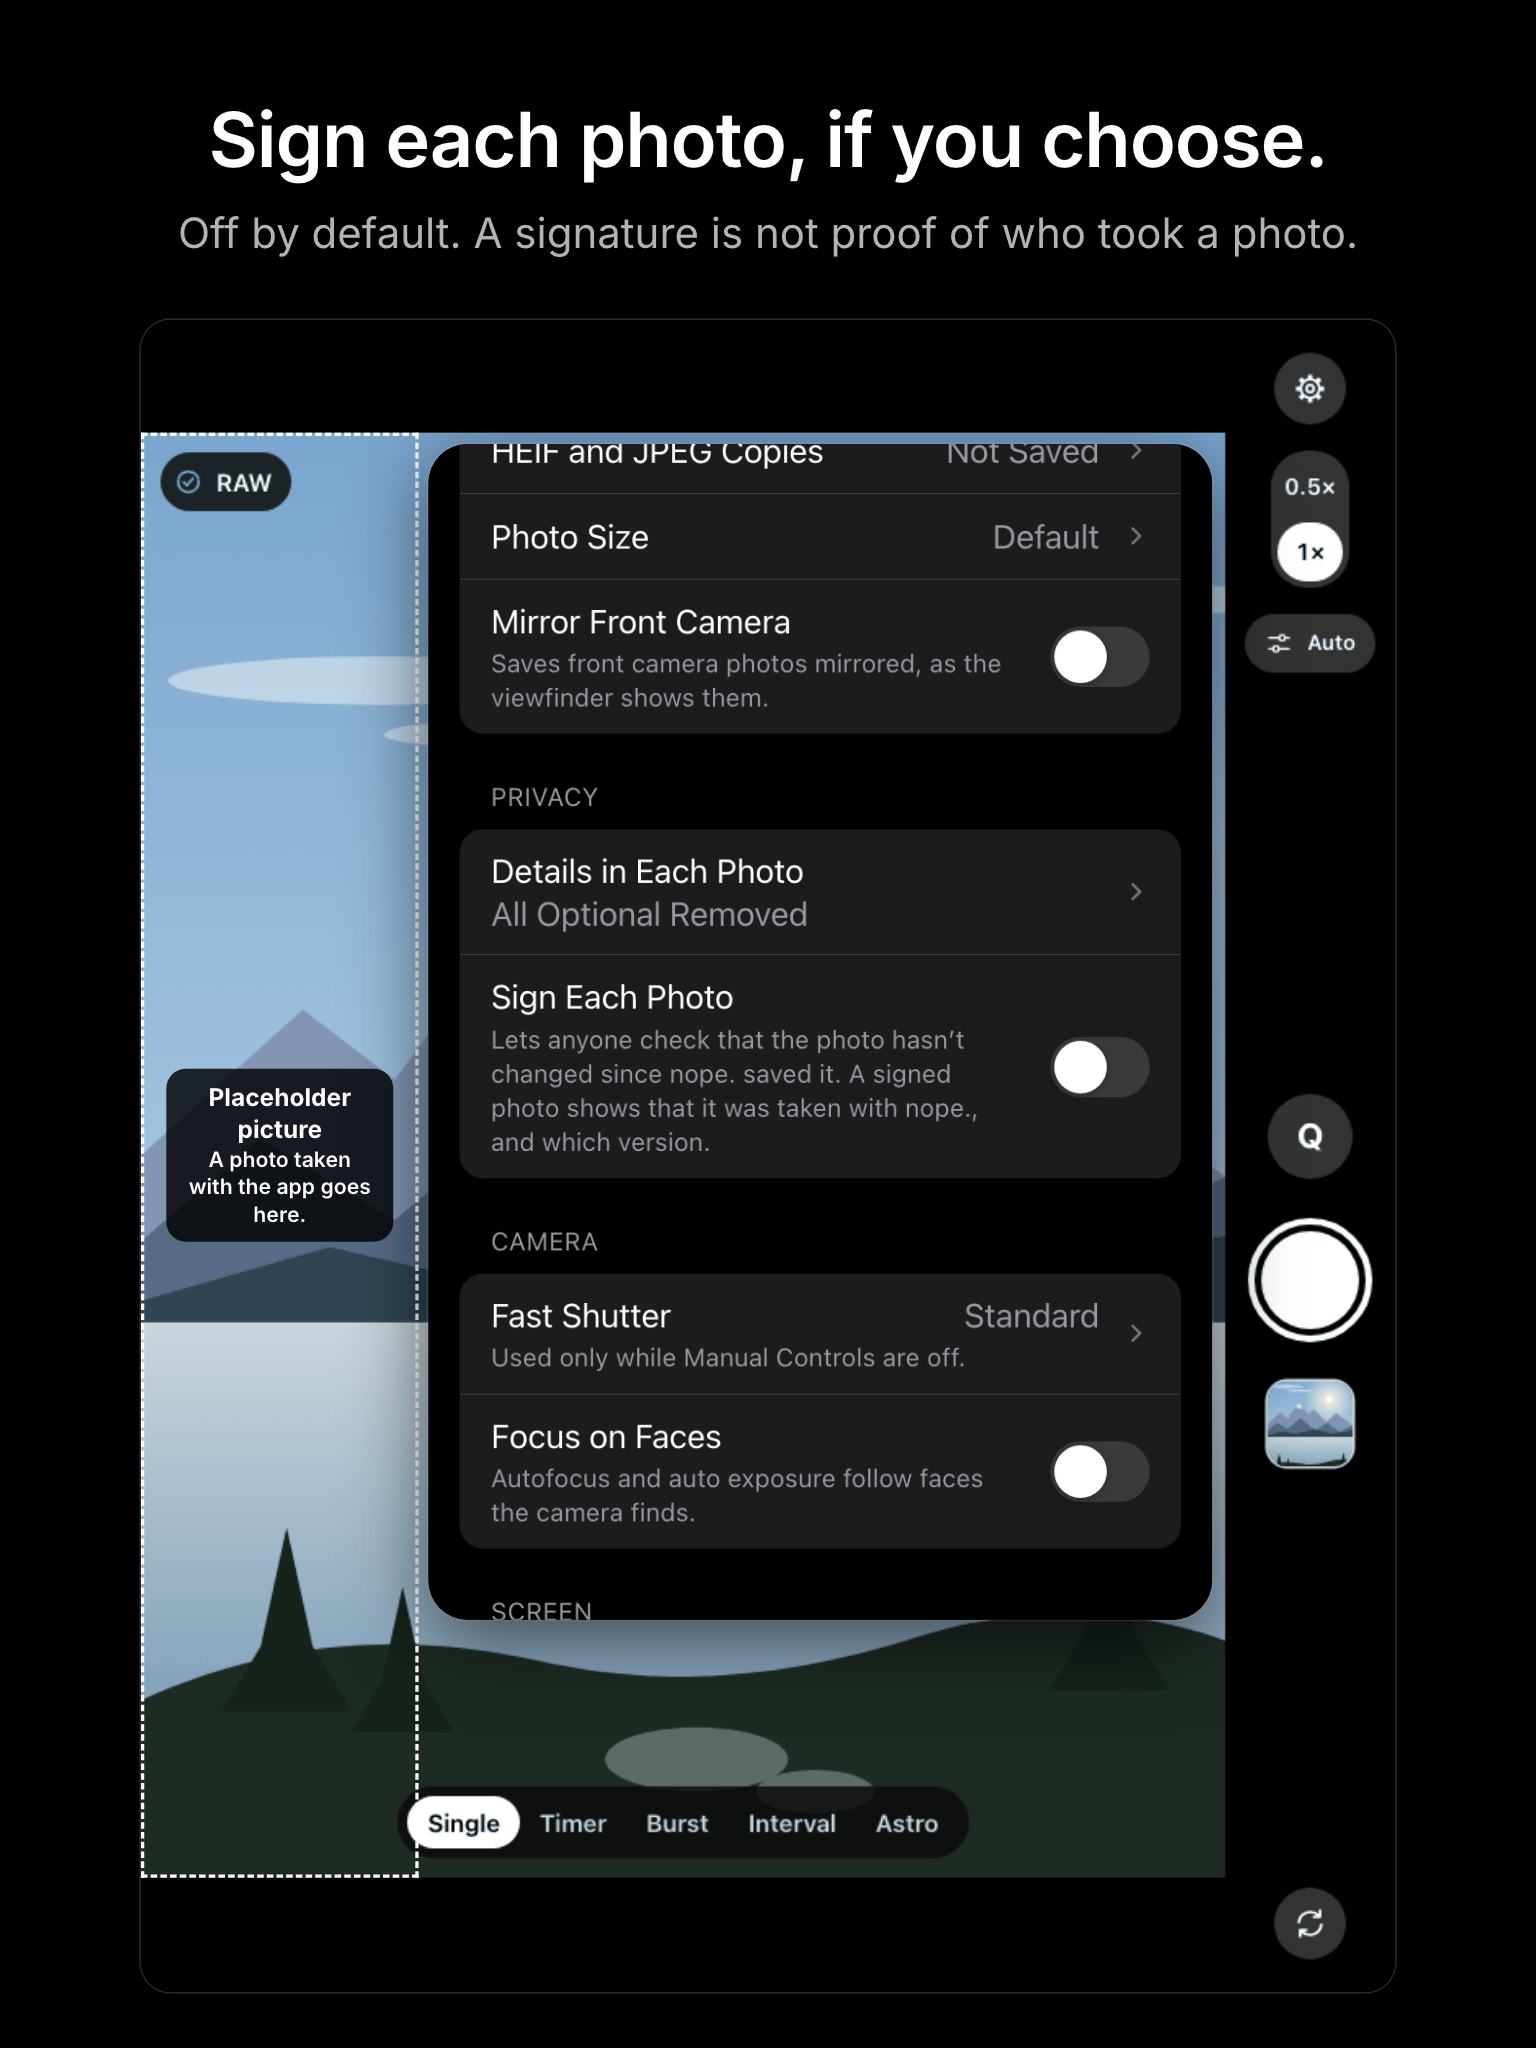 Sign each photo, if you choose.
Off by default. A signature is not proof of who took a photo.
RAW
HEIF and JPEG Copies Not Saved
Photo Size Default
Mirror Front Camera
Saves front camera photos mirrored, as the
viewfinder shows them.
PRIVACY
Details in Each Photo
All Optional Removed
Sign Each Photo
Lets anyone check that the photo hasn’t
changed since nope. saved it. A signed
photo shows that it was taken with nope.,
and which version.
CAMERA
Fast Shutter Standard
Used only while Manual Controls are off.
Focus on Faces
Autofocus and auto exposure follow faces
the camera finds.
SCREEN
Placeholder
picture
A photo taken
with the app goes
here.
0.5×
1×
Auto
Q
Single Timer Burst Interval Astro